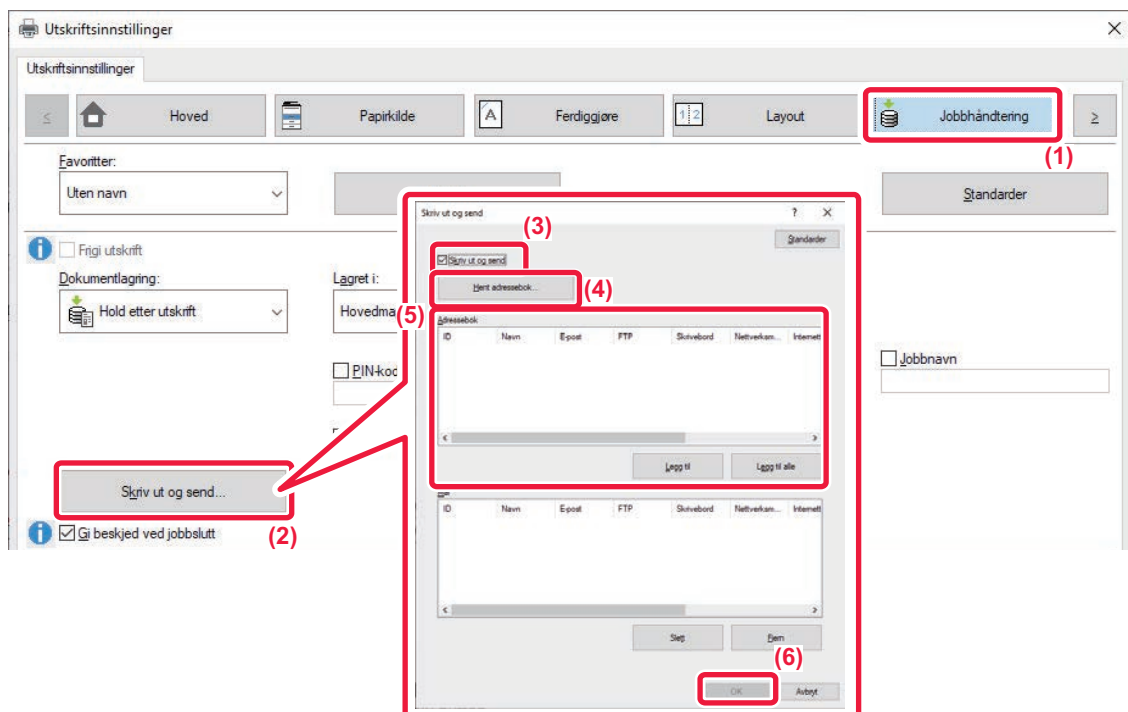 Utskriftsinnstillinger
Utskriftsinnstillinger
≤ Hoved Papirkilde Ferdiggjøre 1 2 Layout Jobbhåndtering ≥
(1)
Favoritter:
Uten navn
Standarder
Frigi utskrift
Dokumentlagring:
Hold etter utskrift
Lagret i:
Hovedma
PIN-kod
Jobbnavn
Skriv ut og send...
(2)
Gi beskjed ved jobbslutt
Skriv ut og send ? ×
Standarder
(3)
Skriv ut og send
Hent adressebok...
(4)
(5)
Adressebok
ID Navn E-post FTP Skrivebord Nettverksm... Internett
Legg til Legg til alle
ID Navn E-post FTP Skrivebord Nettverksm... Internett
Slett Fjern
(6)
OK Avbryt